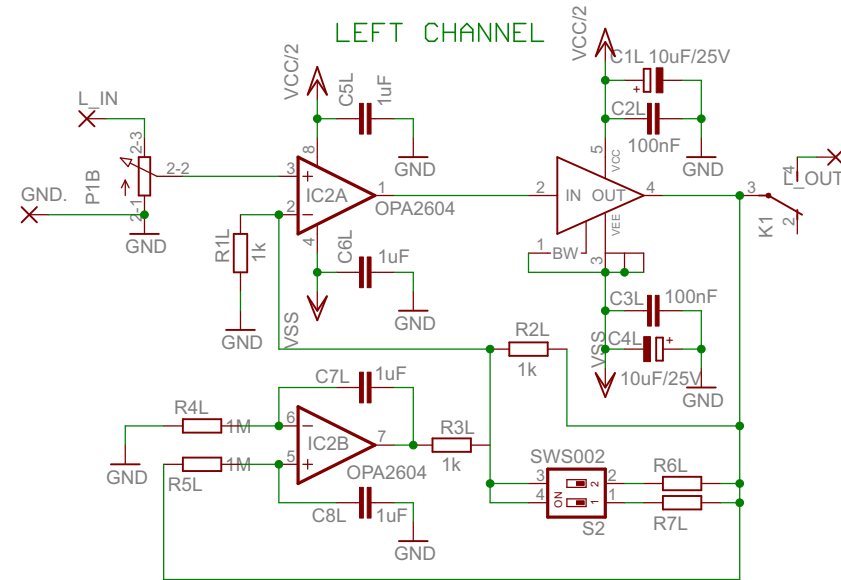 LEFT CHANNEL
VCC/2
C5L
1uF
GND
VCC/2
C1L 10uF/25V
C2L
100nF
GND
L_IN
2-3
2-2
2-1
P1B
GND.
GND
8
3
IC2A
1
OPA2604
2
4
R1L
1k
GND
C6L
1uF
GND
VSS
5
VCC
2
IN OUT
4
VEE
1 BW
3
3
4
L_OUT
2
K1
C3L
100nF
VSS
C4L
10uF/25V
GND
R2L
1k
C7L
1uF
R4L
1M
6
IC2B
7
OPA2604
5
GND
R5L
1M
R3L
1k
C8L
1uF
GND
SWS002
3
4
ON
2
1
2
1
S2
R6L
R7L